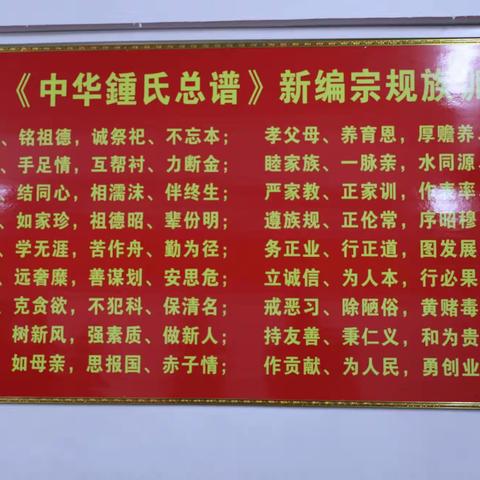 《中华鍾氏总谱》新编宗规族训
、铭祖德，诚祭祀、不忘本； 孝父母、养育恩，厚赡养、
、手足情，互帮衬、力断金； 睦家族、一脉亲，水同源、
结同心，相濡沫、伴终生； 严家教、正家训，作表率、
、如家珍，祖德昭、辈份明； 遵族规、正伦常，序昭穆、
、学无涯，苦作舟、勤为径； 务正业、行正道，图发展、
、远奢糜，善谋划、安思危； 立诚信、为人本，行必果、
、克贪欲，不犯科、保清名； 戒恶习、除陋俗，黄赌毒、
树新风，强素质、做新人； 持友善、秉仁义，和为贵、
、如母亲，思报国、赤子情； 作贡献、为人民，勇创业、